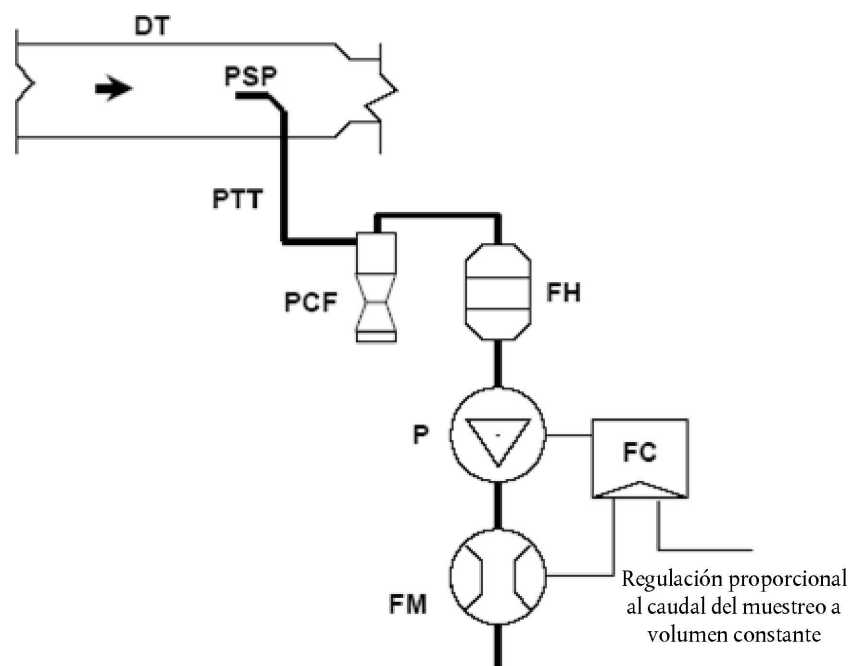 DT
PSP
PTT
PCF
FH
P
FC
FM
Regulación proporcional
al caudal del muestreo a
volumen constante